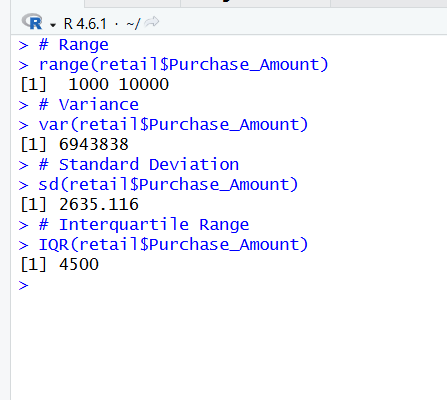 R 4.6.1 · ~/
> # Range
> range(retail$Purchase_Amount)
[1]  1000 10000
> # Variance
> var(retail$Purchase_Amount)
[1] 6943838
> # Standard Deviation
> sd(retail$Purchase_Amount)
[1] 2635.116
> # Interquartile Range
> IQR(retail$Purchase_Amount)
[1] 4500
>